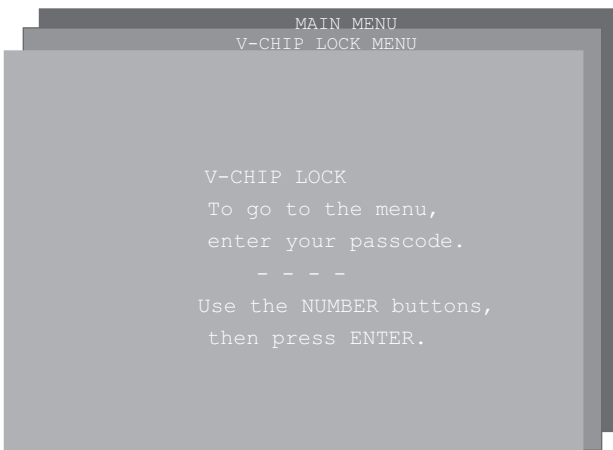 MAIN MENU
V-CHIP LOCK MENU
V-CHIP LOCK
To go to the menu,
enter your passcode.
- - - -
Use the NUMBER buttons,
then press ENTER.